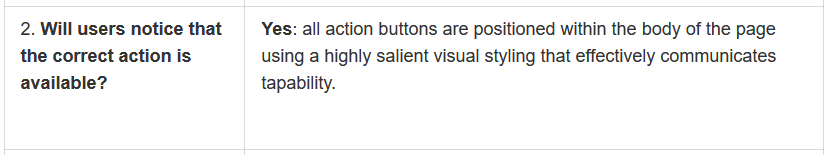 2. Will users notice that
the correct action is
available?
Yes: all action buttons are positioned within the body of the page
using a highly salient visual styling that effectively communicates
tapability.